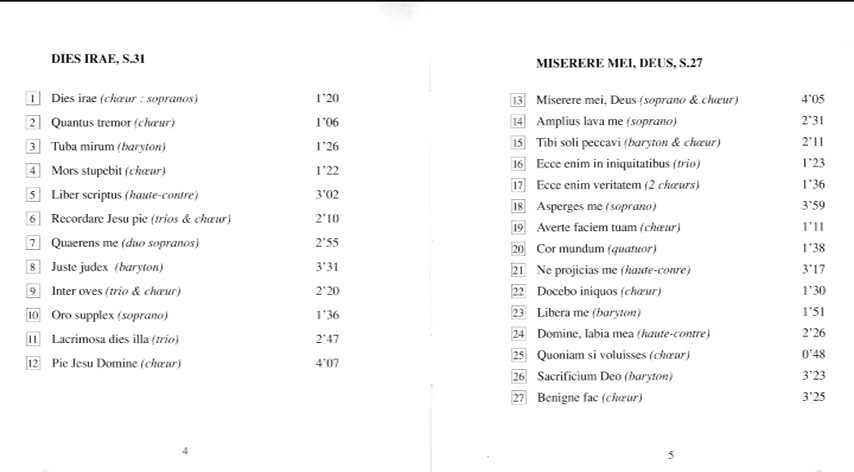 DIES IRAE, S.31
1 Dies irae (chœur : sopranos) 1'20
2 Quantus tremor (chœur) 1'06
3 Tuba mirum (baryton) 1'26
4 Mors stupebit (chœur) 1'22
5 Liber scriptus (haute-contre) 3'02
6 Recordare Jesu pie (trios & chœur) 2'10
7 Quaerens me (duo sopranos) 2'55
8 Juste judex (baryton) 3'31
9 Inter oves (trio & chœur) 2'20
10 Oro supplex (soprano) 1'36
11 Lacrimosa dies illa (trio) 2'47
12 Pie Jesu Domine (chœur) 4'07
4
MISERERE MEI, DEUS, S.27
13 Miserere mei, Deus (soprano & chœur) 4'05
14 Amplius lava me (soprano) 2'31
15 Tibi soli peccavi (baryton & chœur) 2'11
16 Ecce enim in iniquitatibus (trio) 1'23
17 Ecce enim veritatem (2 chœurs) 1'36
18 Asperges me (soprano) 3'59
19 Averte faciem tuam (chœur) 1'11
20 Cor mundum (quatuor) 1'38
21 Ne projicias me (haute-conre) 3'17
22 Docebo iniquos (chœur) 1'30
23 Libera me (baryton) 1'51
24 Domine, labia mea (haute-contre) 2'26
25 Quoniam si voluisses (chœur) 0'48
26 Sacrificium Deo (baryton) 3'23
27 Benigne fac (chœur) 3'25
5